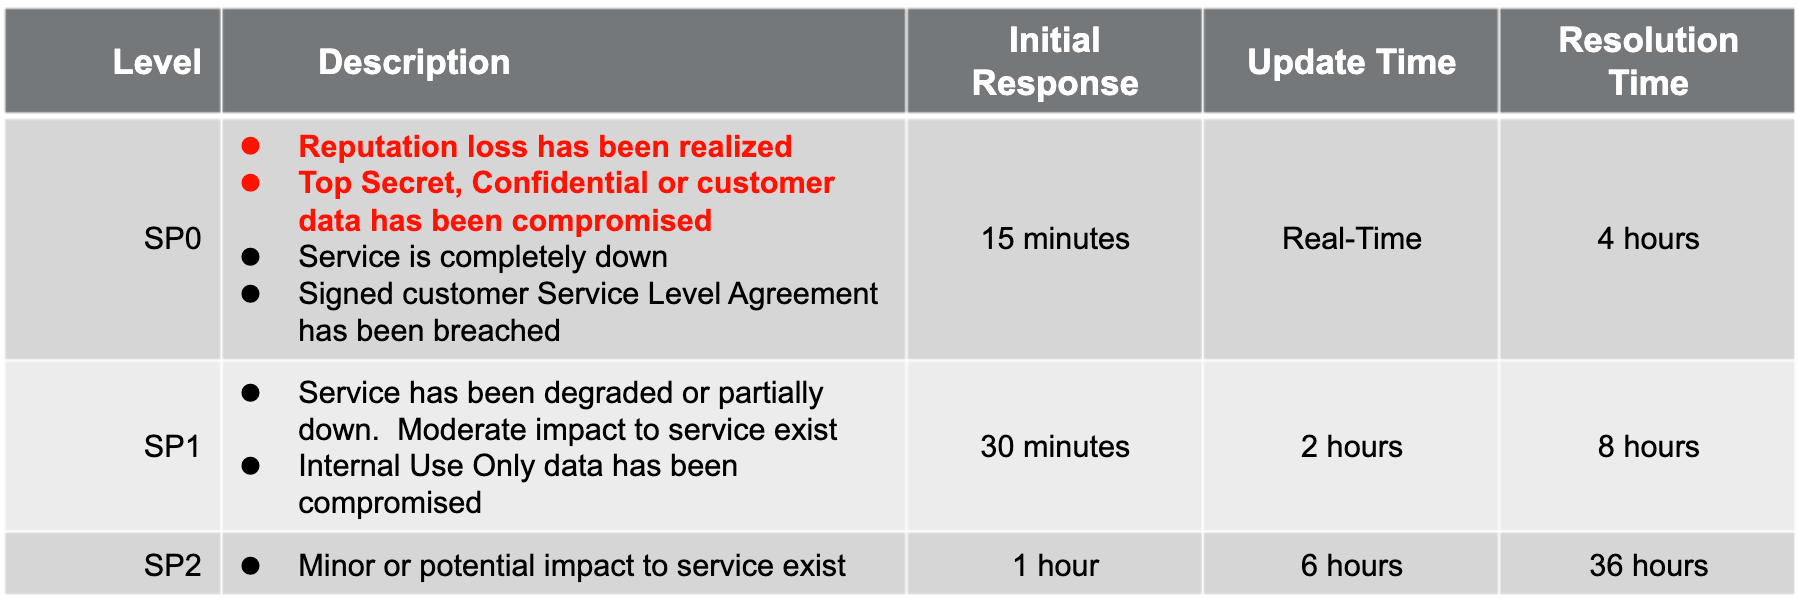 Level
Description
Initial
Response
Update Time
Resolution
Time
SP0
● Reputation loss has been realized
● Top Secret, Confidential or customer
data has been compromised
● Service is completely down
● Signed customer Service Level Agreement
has been breached
15 minutes
Real-Time
4 hours
SP1
● Service has been degraded or partially
down.  Moderate impact to service exist
● Internal Use Only data has been
compromised
30 minutes
2 hours
8 hours
SP2
● Minor or potential impact to service exist
1 hour
6 hours
36 hours